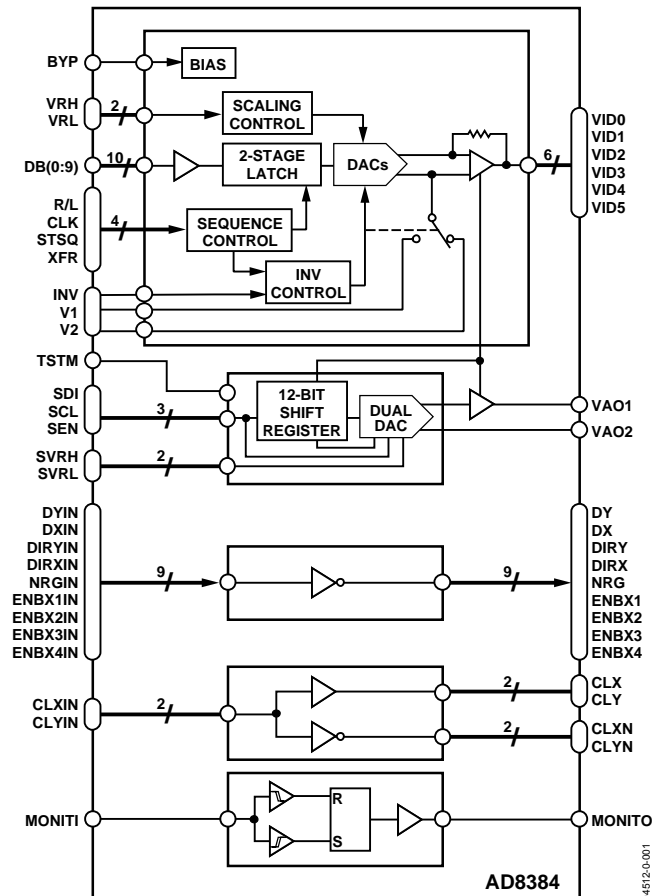 BYP
BIAS
VRH
VRL
2
SCALING
CONTROL
DB(0:9)
10
2-STAGE
LATCH
DACs
6
VID0
VID1
VID2
VID3
VID4
VID5
R/L
CLK
STSQ
XFR
4
SEQUENCE
CONTROL
INV
CONTROL
INV
V1
V2
TSTM
SDI
SCL
SEN
3
12-BIT
SHIFT
REGISTER
DUAL
DAC
VAO1
VAO2
SVRH
SVRL
2
DYIN
DXIN
DIRYIN
DIRXIN
NRGIN
ENBX1IN
ENBX2IN
ENBX3IN
ENBX4IN
9
9
DY
DX
DIRY
DIRX
NRG
ENBX1
ENBX2
ENBX3
ENBX4
CLXIN
CLYIN
2
2
CLX
CLY
2
CLXN
CLYN
MONITI
R
S
MONITO
AD8384
4512-0-001